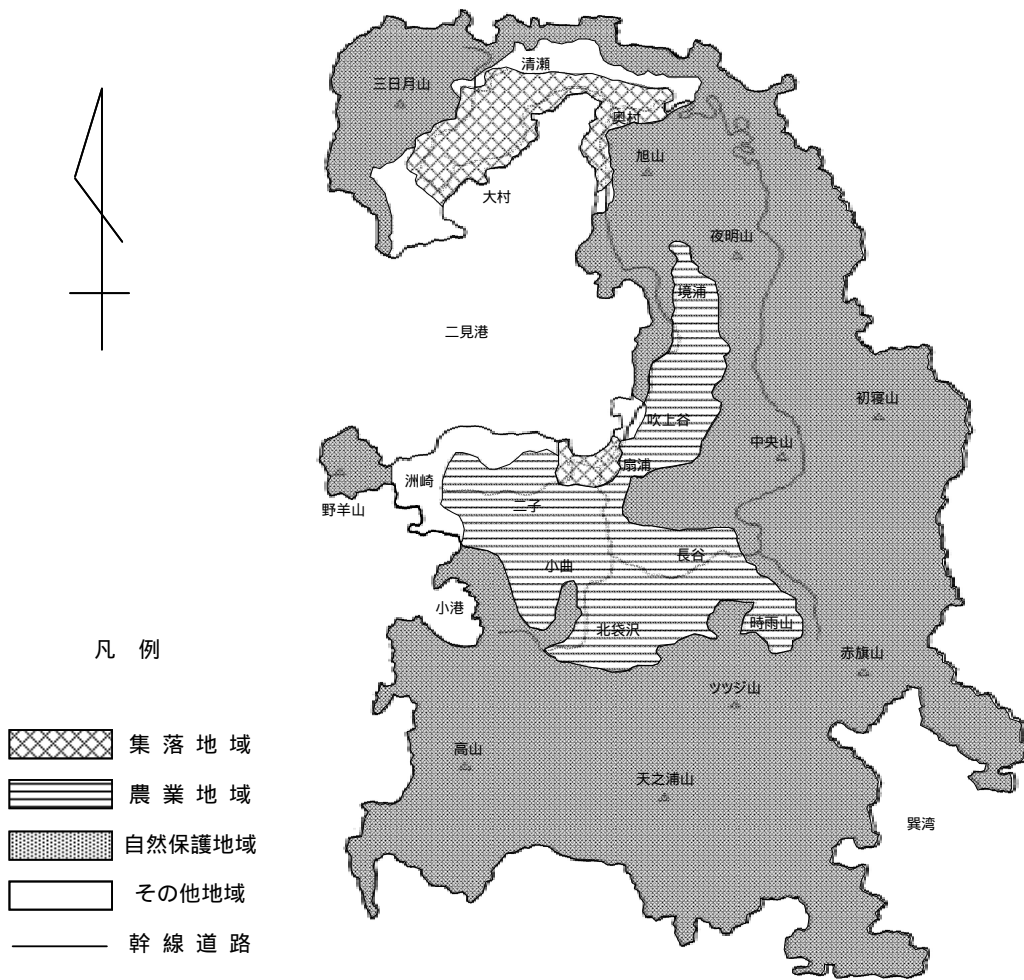 清瀬
三日月山
奥村
旭山
大村
夜明山
境浦
二見港
初寝山
吹上谷
中央山
扇浦
洲崎
野羊山
二子
長谷
小曲
小港
北袋沢
時雨山
赤旗山
ツツジ山
高山
天之浦山
巽湾
凡 例
集落地域
農業地域
自然保護地域
その他地域
幹線道路